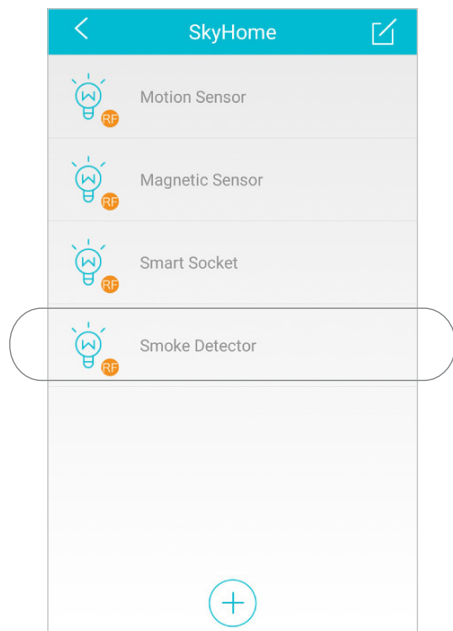 SkyHome
Motion Sensor
RF
Magnetic Sensor
RF
Smart Socket
RF
Smoke Detector
RF